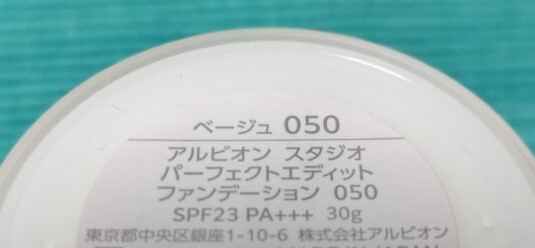 ベージュ 050
アルビオン スタジオ
パーフェクトエディット
ファンデーション 050
SPF23 PA+++ 30g
東京都中央区銀座1-10-6 株式会社アルビオン